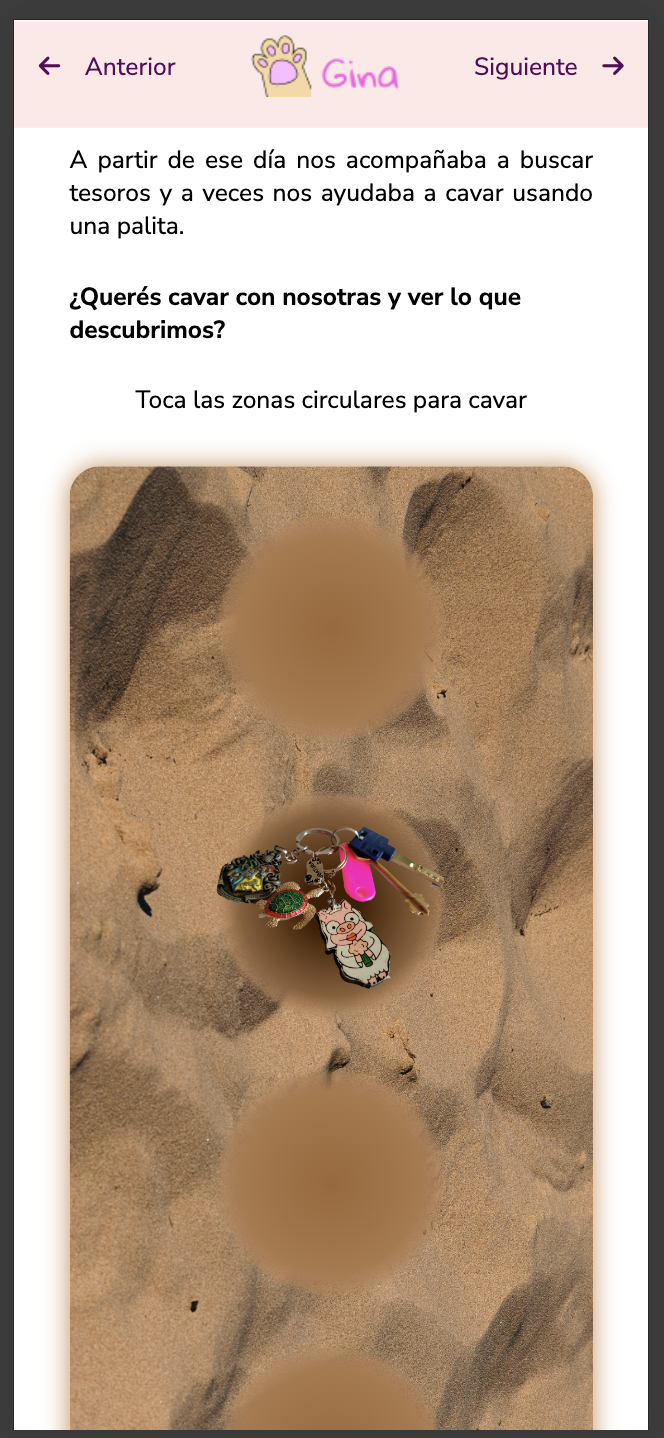 Anterior
Gina
Siguiente
A partir de ese día nos acompañaba a buscar
tesoros y a veces nos ayudaba a cavar usando
una palita.
¿Querés cavar con nosotras y ver lo que
descubrimos?
Toca las zonas circulares para cavar